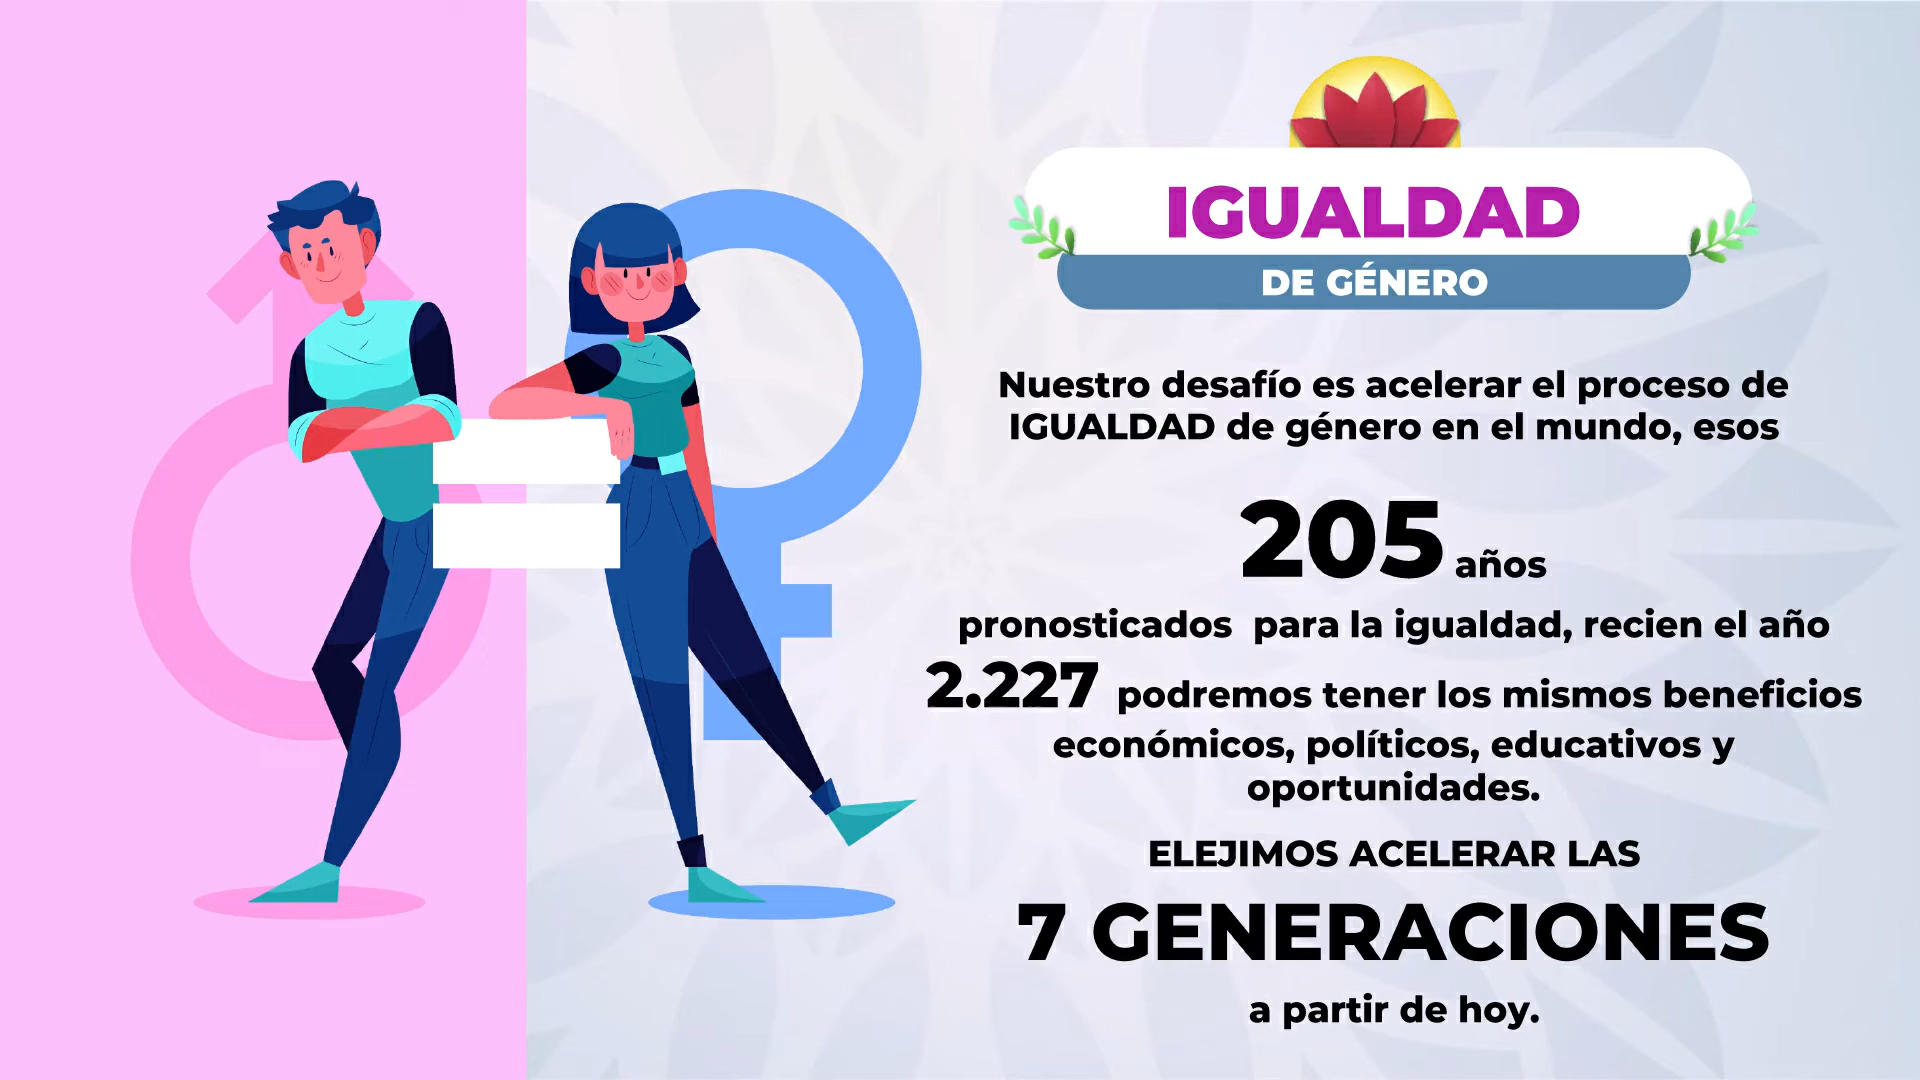 IGUALDAD
DE GÉNERO
Nuestro desafío es acelerar el proceso de
IGUALDAD de género en el mundo, esos
205 años
pronosticados para la igualdad, recien el año
2.227 podremos tener los mismos beneficios
económicos, políticos, educativos y
oportunidades.
ELEJIMOS ACELERAR LAS
7 GENERACIONES
a partir de hoy.